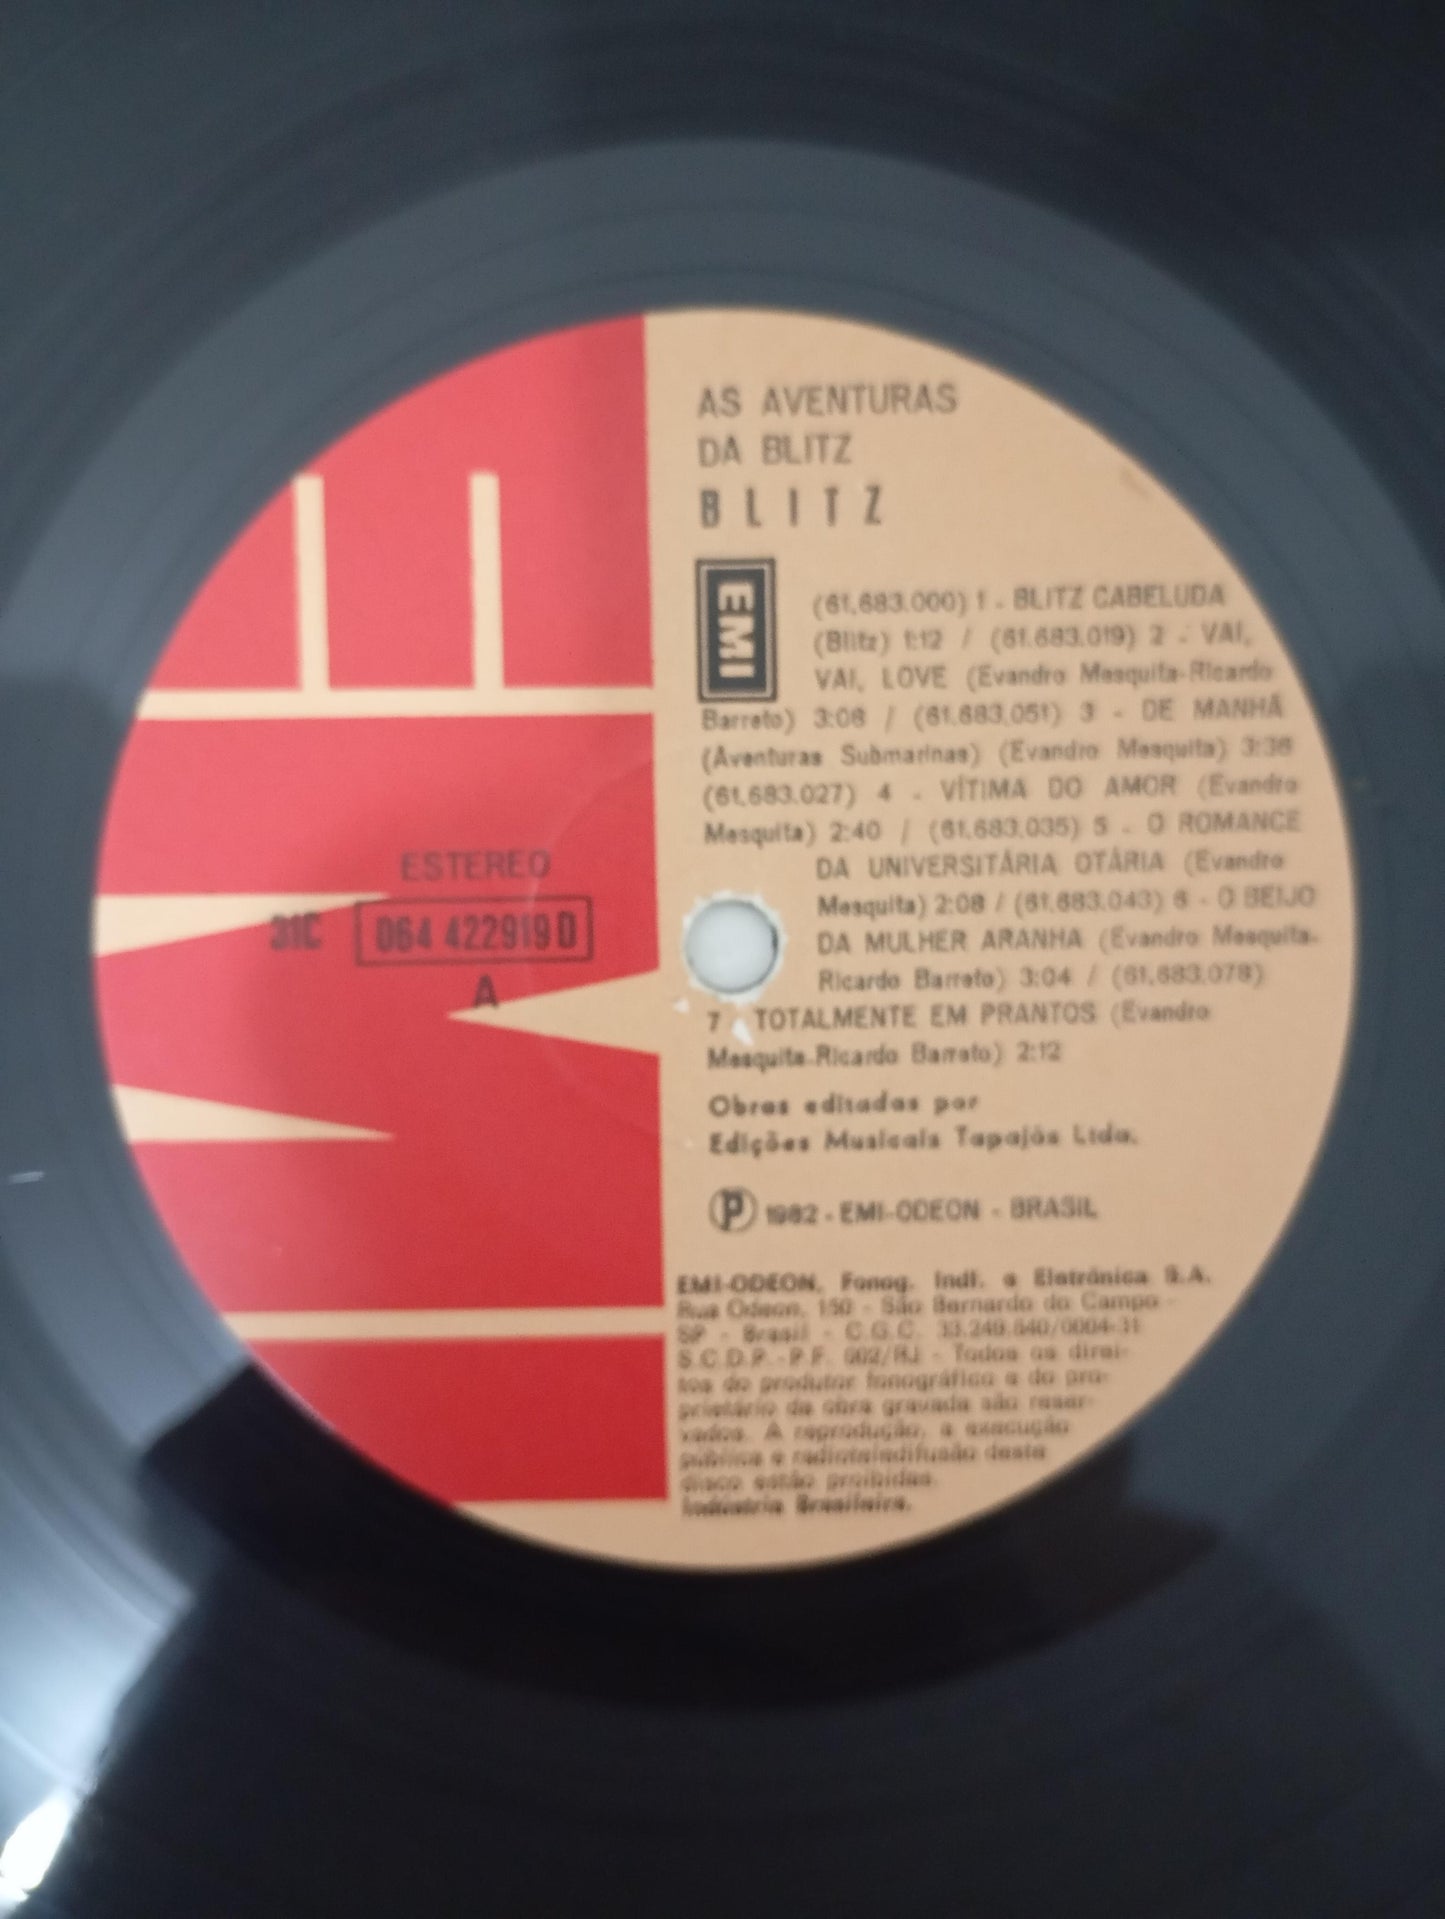 AS AVENTURAS
DA BLITZ
BLITZ
EMI
(61.683.000) 1 - BLITZ CABELUDA
(Blitz) 1:12 / (61.683.019) 2 - VAI,
VAI, LOVE (Evandro Mesquita-Ricardo
Barreto) 3:06 / (61.683.051) 3 - DE MANHÃ
(Aventuras Submarinas) (Evandro Mesquita) 3:36
(61.683.027) 4 - VÍTIMA DO AMOR (Evandro
Mesquita) 2:40 / (61.683.035) 5 - O ROMANCE
DA UNIVERSITÁRIA OTÁRIA (Evandro
Mesquita) 2:08 / (61.683.043) 6 - O BEIJO
DA MULHER ARANHA (Evandro Mesquita-
Ricardo Barreto) 3:04 / (61.683.078)
7 - TOTALMENTE EM PRANTOS (Evandro
Mesquita-Ricardo Barreto) 2:12
ESTEREO
31C 064 422919D
A
Obras editadas por
Edições Musicais Tapajós Ltda.
Ⓟ 1982 - EMI-ODEON - BRASIL
EMI-ODEON, Fonog. Indl. e Eletrônica S.A.
Rua Odeon, 150 - São Bernardo do Campo -
SP - Brasil - C.G.C. 33.249.640/0004-31
S.C.D.P. - P.F. 002/RJ - Todos os direi-
tos do produtor fonográfico e do pro-
prietário da obra gravada são reser-
vados. A reprodução, a execução
pública e radioteledifusão deste
disco estão proibidas.
Indústria Brasileira.